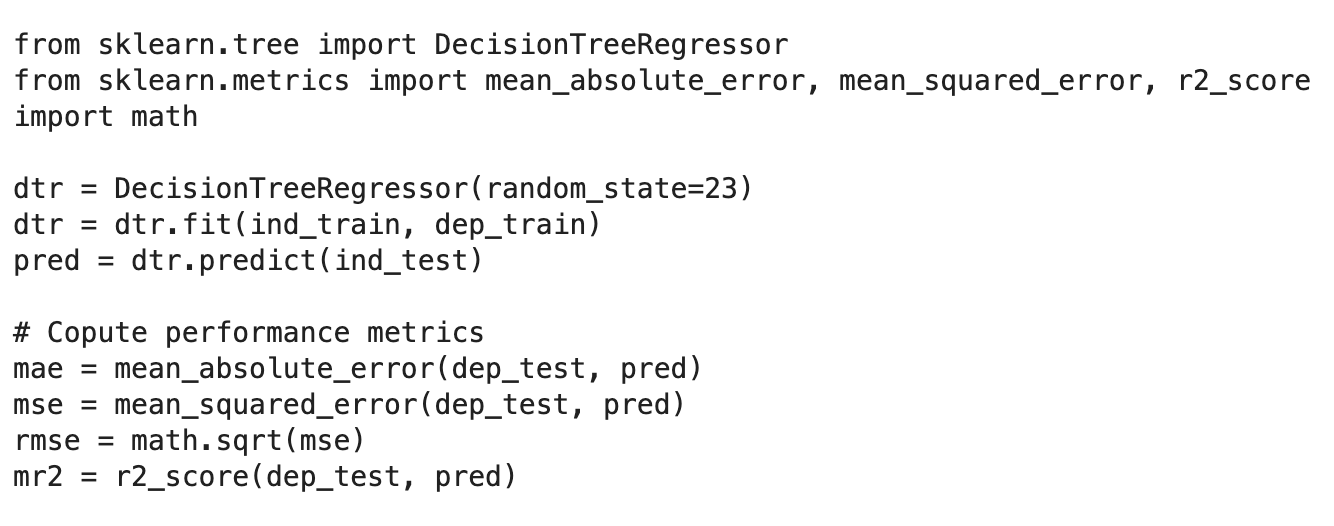 from sklearn.tree import DecisionTreeRegressor
from sklearn.metrics import mean_absolute_error, mean_squared_error, r2_score
import math

dtr = DecisionTreeRegressor(random_state=23)
dtr = dtr.fit(ind_train, dep_train)
pred = dtr.predict(ind_test)

# Copute performance metrics
mae = mean_absolute_error(dep_test, pred)
mse = mean_squared_error(dep_test, pred)
rmse = math.sqrt(mse)
mr2 = r2_score(dep_test, pred)